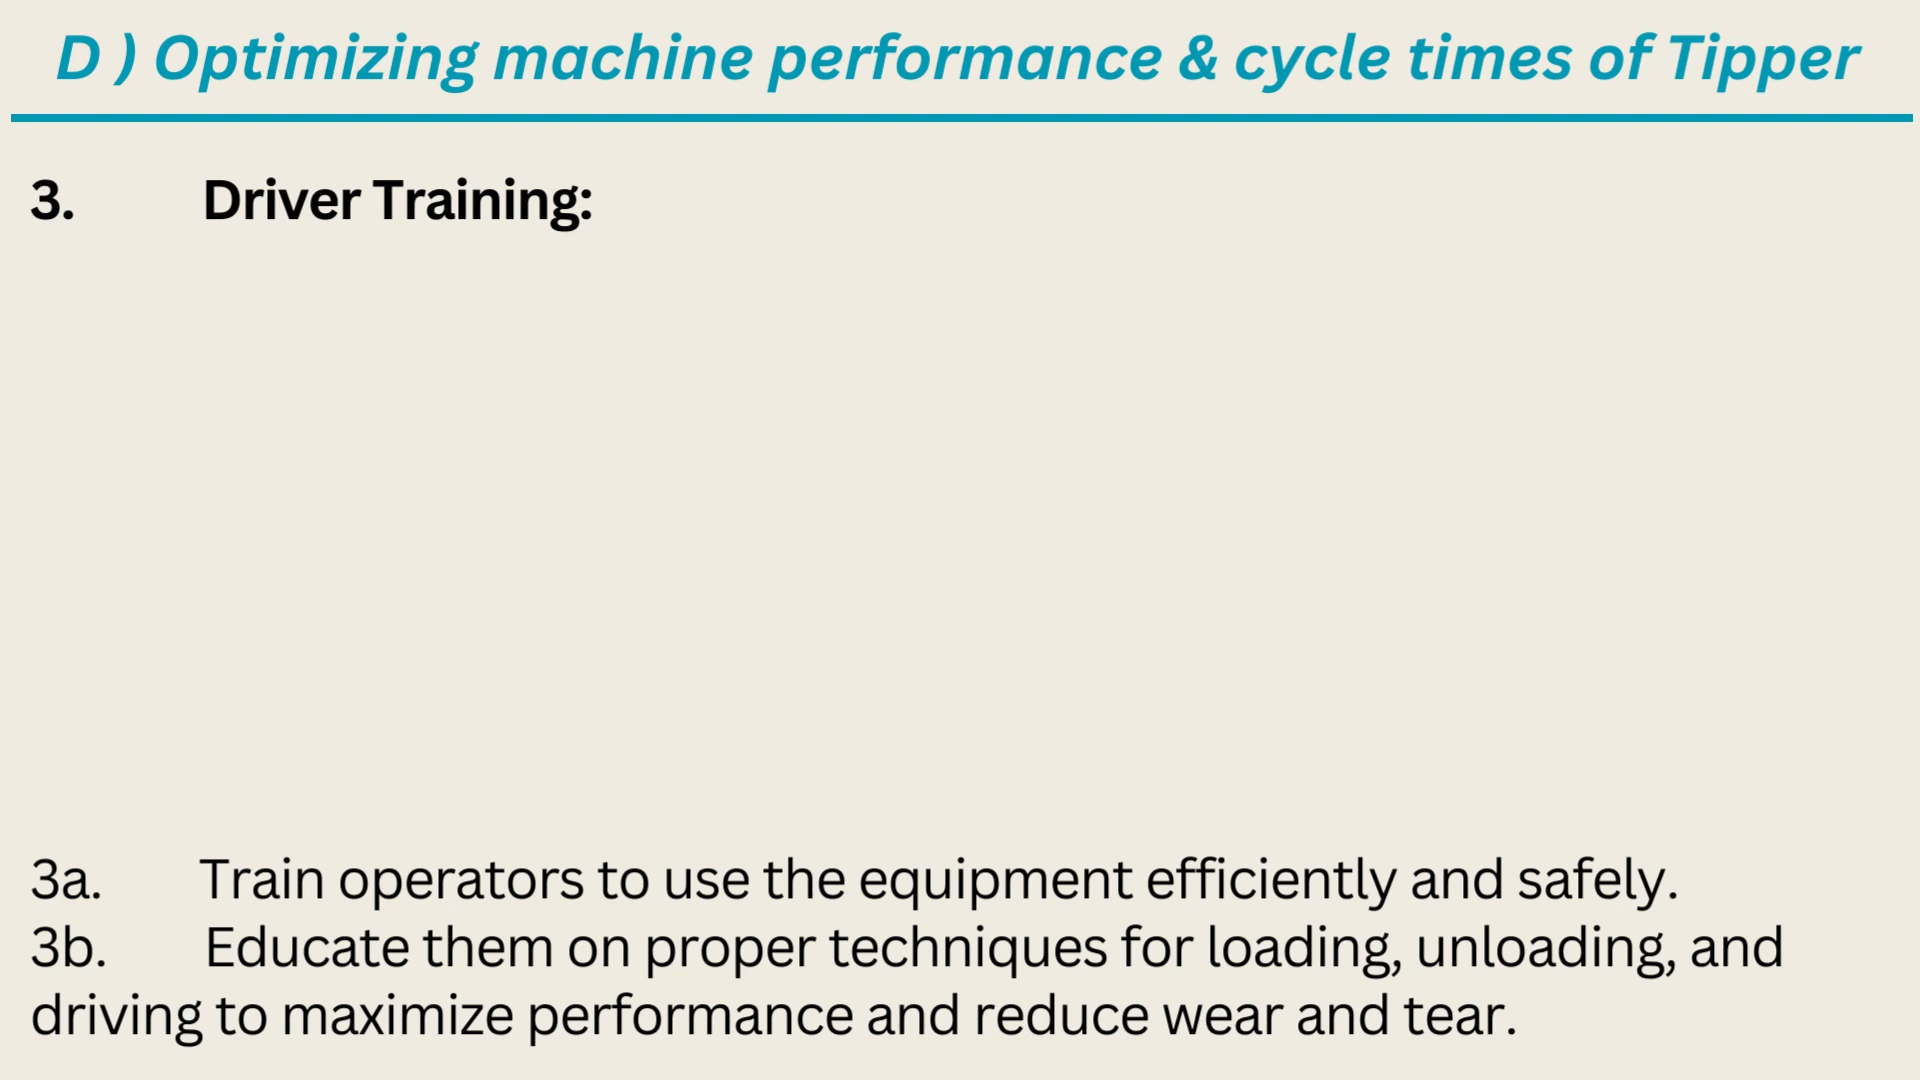 D ) Optimizing machine performance & cycle times of Tipper
3. Driver Training:
3a. Train operators to use the equipment efficiently and safely.
3b. Educate them on proper techniques for loading, unloading, and
driving to maximize performance and reduce wear and tear.